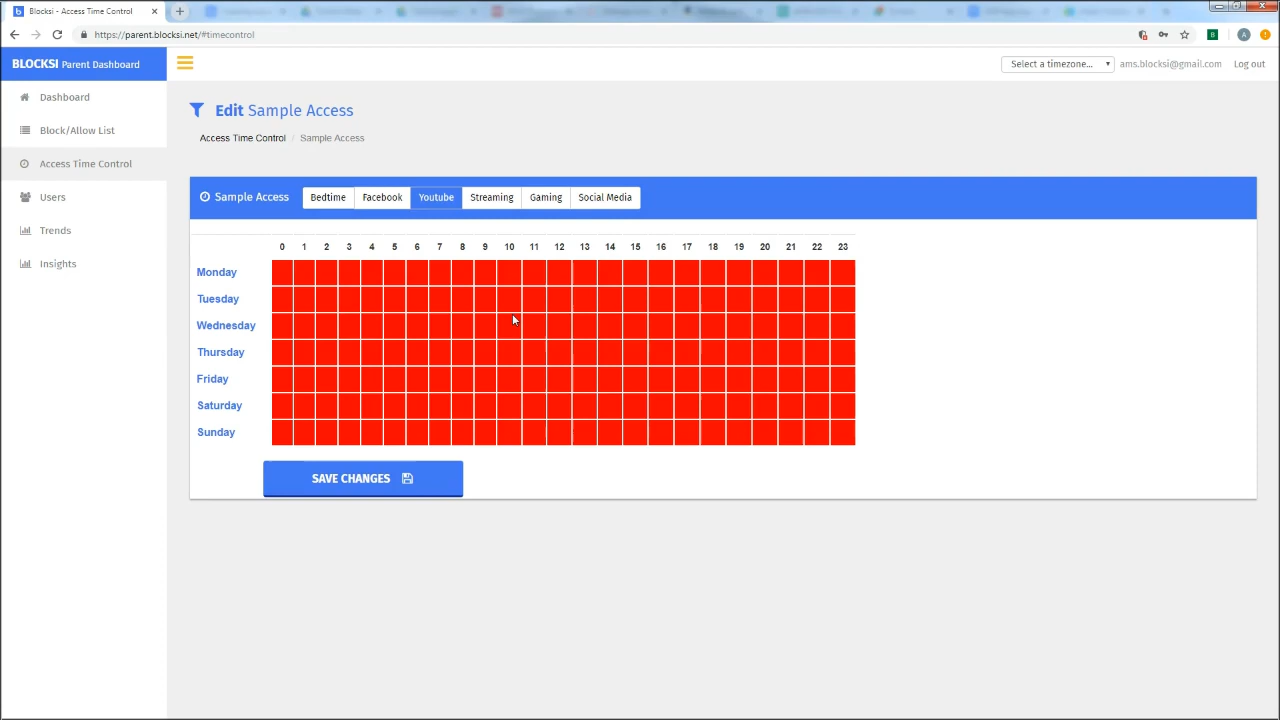 Blocksi - Access Time Control
https://parent.blocksi.net/#timecontrol
BLOCKSI Parent Dashboard
Select a timezone...
ams.blocksi@gmail.com
Log out
Dashboard
Block/Allow List
Access Time Control
Users
Trends
Insights
Edit Sample Access
Access Time Control / Sample Access
Sample Access
Bedtime
Facebook
Youtube
Streaming
Gaming
Social Media
0 1 2 3 4 5 6 7 8 9 10 11 12 13 14 15 16 17 18 19 20 21 22 23
Monday
Tuesday
Wednesday
Thursday
Friday
Saturday
Sunday
SAVE CHANGES